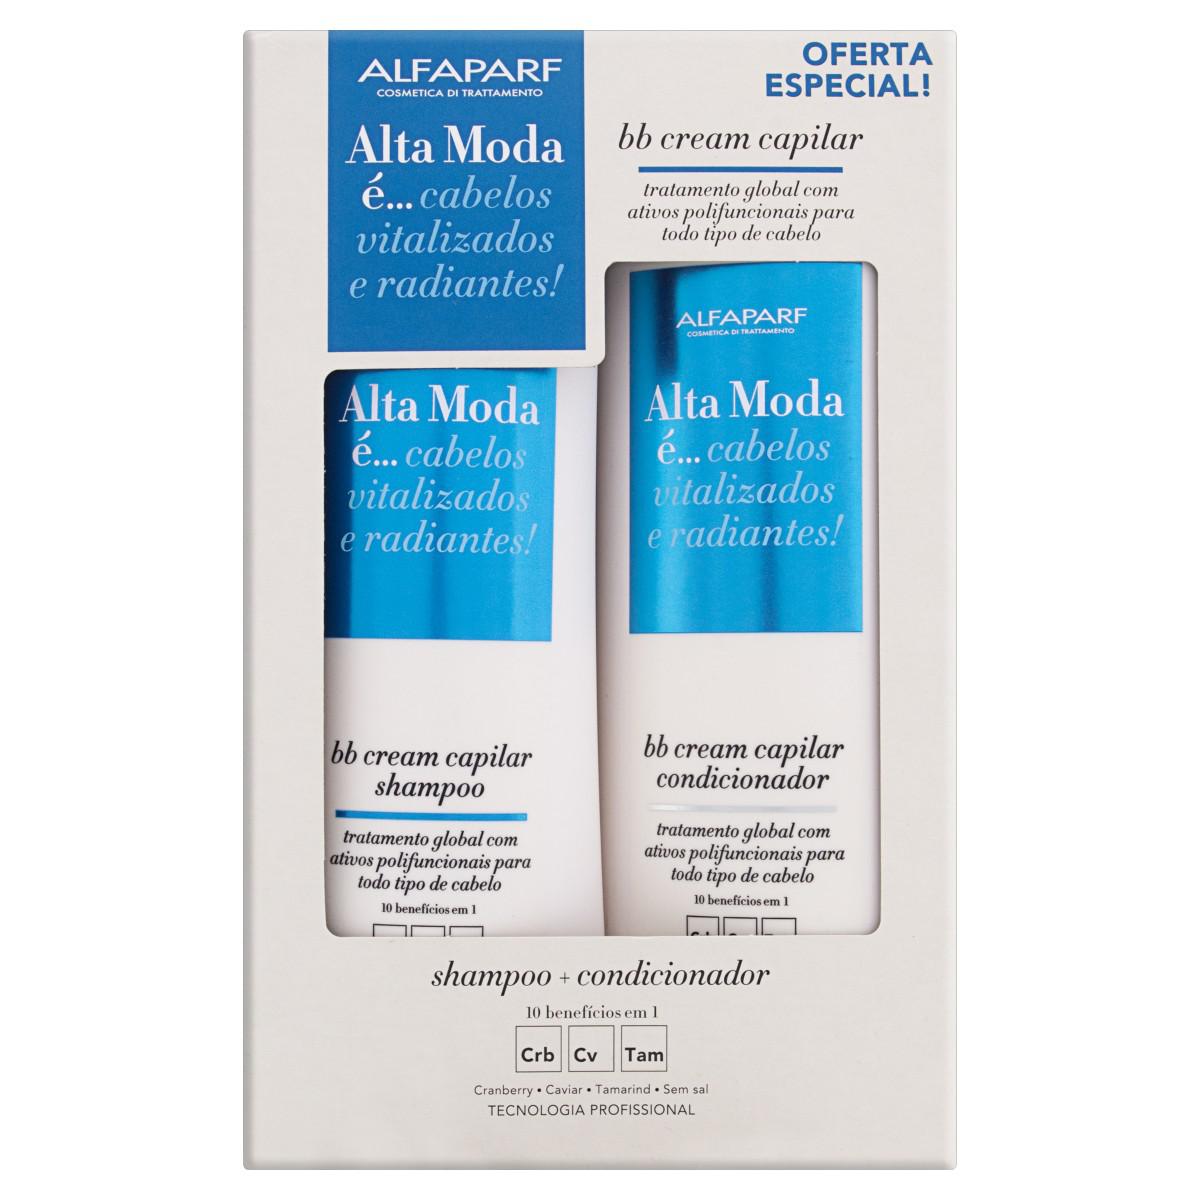 ALFAPARF
COSMETICA DI TRATTAMENTO
Alta Moda
é... cabelos
vitalizados
e radiantes!
OFERTA
ESPECIAL!
bb cream capilar
tratamento global com
ativos polifuncionais para
todo tipo de cabelo
Alta Moda
é... cabelos
vitalizados
e radiantes!
bb cream capilar
shampoo
tratamento global com
ativos polifuncionais para
todo tipo de cabelo
10 benefícios em 1
ALFAPARF
COSMETICA DI TRATTAMENTO
Alta Moda
é... cabelos
vitalizados
e radiantes!
bb cream capilar
condicionador
tratamento global com
ativos polifuncionais para
todo tipo de cabelo
10 benefícios em 1
shampoo + condicionador
10 benefícios em 1
Crb Cv Tam
Cranberry • Caviar • Tamarind • Sem sal
TECNOLOGIA PROFISSIONAL